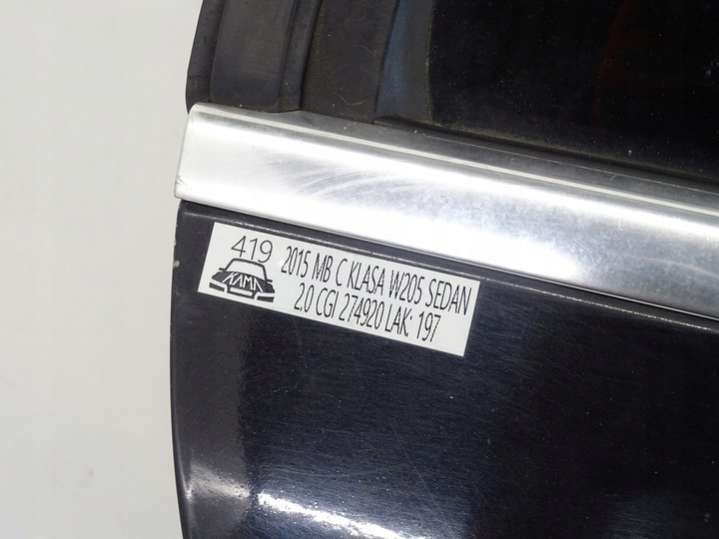 419
KAMA
2015 MB C KLASA W205 SEDAN
2.0 CGI 274920 LAK: 197